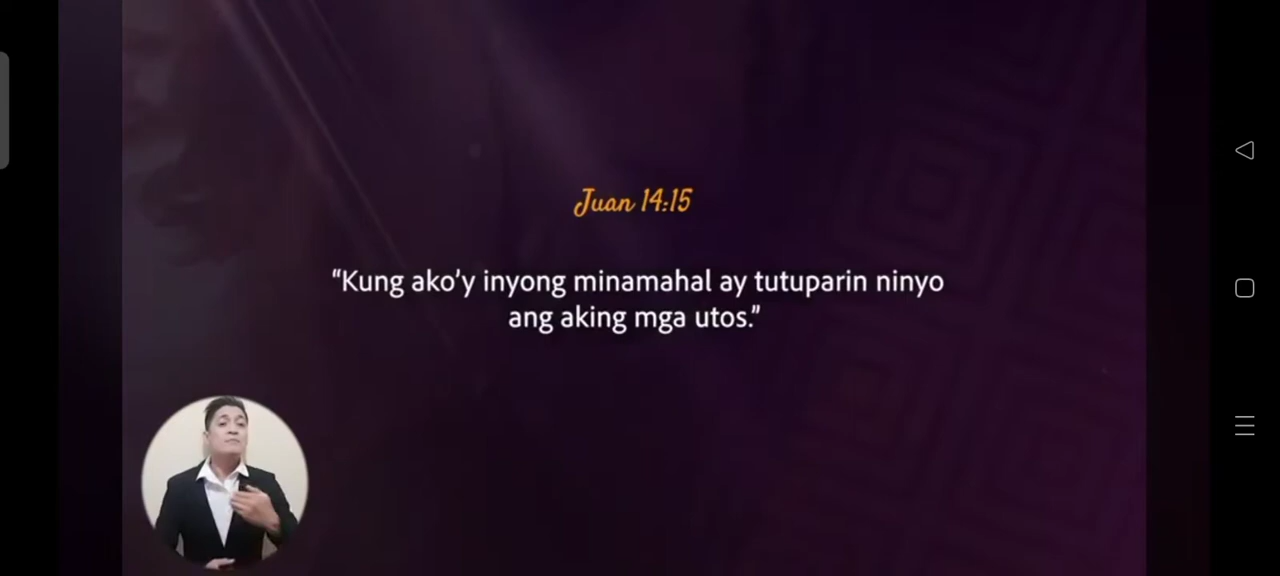 Juan 14:15
“Kung ako’y inyong minamahal ay tutuparin ninyo
ang aking mga utos.”